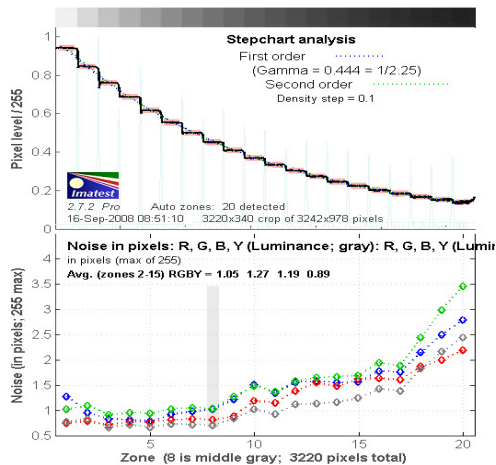 Stepchart analysis
First order
(Gamma = 0.444 = 1/2.25)
Second order
Density step = 0.1
1
0.8
0.6
0.4
0.2
Pixel level / 255
Imatest
2.7.2 Pro Auto zones: 20 detected
16-Sep-2008 08:51:10 3220x340 crop of 3242x978 pixels
Noise in pixels: R, G, B, Y (Luminance; gray): R, G, B, Y (Lumin
in pixels (max of 255)
Avg. (zones 2-15) RGBY = 1.05 1.27 1.19 0.89
4
3.5
3
2.5
2
1.5
1
0.5
Noise (in pixels; 255 max)
5 10 15 20
Zone (8 is middle gray; 3220 pixels total)